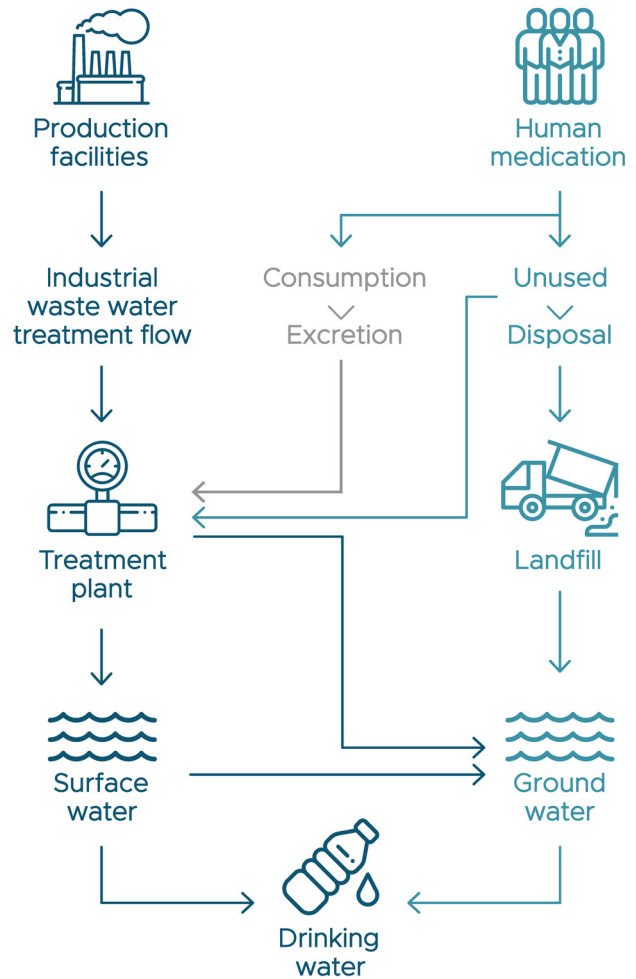 Production
facilities
Human
medication
Industrial
waste water
treatment flow
Consumption
Excretion
Unused
Disposal
Treatment
plant
Landfill
Surface
water
Ground
water
Drinking
water